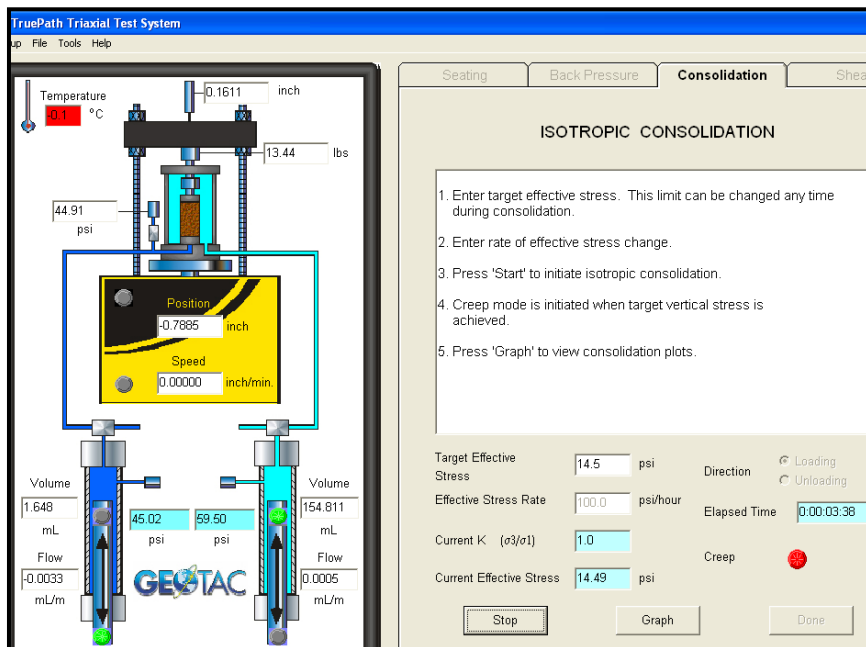 TruePath Triaxial Test System
up File Tools Help
Temperature
-0.1 °C
0.1611 inch
13.44 lbs
44.91
psi
Position
-0.7885 inch
Speed
0.00000 inch/min.
Volume
1.648
mL
Flow
-0.0033
mL/m
45.02
psi
59.50
psi
GEOTAC
Volume
154.811
mL
Flow
0.0005
mL/m
Seating Back Pressure Consolidation Shea
ISOTROPIC CONSOLIDATION
1. Enter target effective stress. This limit can be changed any time
during consolidation.
2. Enter rate of effective stress change.
3. Press 'Start' to initiate isotropic consolidation.
4. Creep mode is initiated when target vertical stress is
achieved.
5. Press 'Graph' to view consolidation plots.
Target Effective
Stress
14.5 psi
Effective Stress Rate 100.0 psi/hour
Current K (σ3/σ1) 1.0
Current Effective Stress 14.49 psi
Direction Loading
Unloading
Elapsed Time 0:00:03:38
Creep
Stop Graph Done